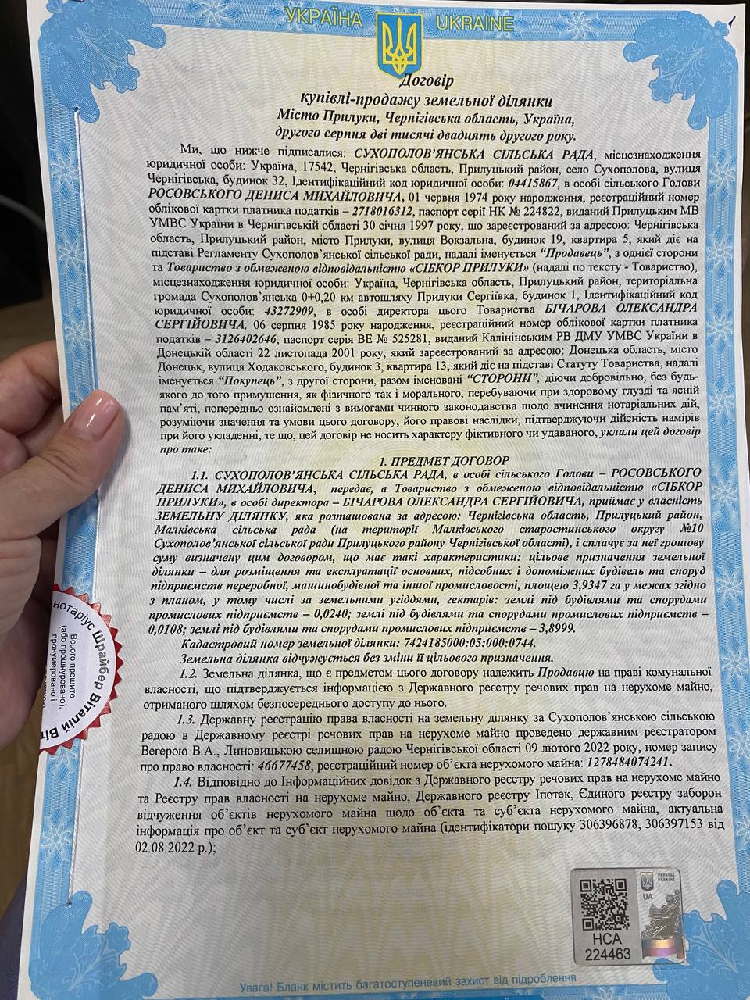 УКРАЇНА UKRAINE
Договір
купівлі-продажу земельної ділянки
Місто Прилуки, Чернігівська область, Україна,
другого серпня дві тисячі двадцять другого року.
Ми, що нижче підписалися: СУХОПОЛОВ’ЯНСЬКА СІЛЬСЬКА РАДА, місцезнаходження
юридичної особи: Україна, 17542, Чернігівська область, Прилуцький район, село Сухополова, вулиця
Чернігівська, будинок 32, Ідентифікаційний код юридичної особи: 04415867, в особі сільського Голови
РОСОВСЬКОГО ДЕНИСА МИХАЙЛОВИЧА, 01 червня 1974 року народження, реєстраційний номер
облікової картки платника податків – 2718016312, паспорт серії НК № 224822, виданий Прилуцьким МВ
УМВС України в Чернігівській області 30 січня 1997 року, що зареєстрований за адресою: Чернігівська
область, Прилуцький район, місто Прилуки, вулиця Вокзальна, будинок 19, квартира 5, який діє на
підставі Регламенту Сухополов’янської сільської ради, надалі іменується “Продавець”, з однієї сторони
та Товариство з обмеженою відповідальністю «СІБКОР ПРИЛУКИ» (надалі по тексту - Товариство),
місцезнаходження юридичної особи: Україна, Чернігівська область, Прилуцький район, територіальна
громада Сухополов’янська 0+0,20 км автошляху Прилуки Сергіївка, будинок 1, Ідентифікаційний код
юридичної особи: 43272909, в особі директора цього Товариства БІЧАРОВА ОЛЕКСАНДРА
СЕРГІЙОВИЧА, 06 серпня 1985 року народження, реєстраційний номер облікової картки платника
податків – 3126402646, паспорт серія ВЕ № 525281, виданий Калінінським РВ ДМУ УМВС України в
Донецькій області 22 листопада 2001 року, який зареєстрований за адресою: Донецька область, місто
Донецьк, вулиця Ходаковського, будинок 3, квартира 13, який діє на підставі Статуту Товариства, надалі
іменується “Покупець”, з другої сторони, разом іменовані “СТОРОНИ”, діючи добровільно, без будь-
якого до того примушення, як фізичного так і морального, перебуваючи при здоровому глузді та ясній
пам’яті, попередньо ознайомлені з вимогами чинного законодавства щодо вчинення нотаріальних дій,
розуміючи значення та умови цього договору, його правові наслідки, підтверджуючи дійсність намірів
при його укладенні, те що, цей договір не носить характеру фіктивного чи удаваного, уклали цей договір
про таке:
1. ПРЕДМЕТ ДОГОВОР
1.1. СУХОПОЛОВ’ЯНСЬКА СІЛЬСЬКА РАДА, в особі сільського Голови – РОСОВСЬКОГО
ДЕНИСА МИХАЙЛОВИЧА, передає, а Товариство з обмеженою відповідальністю «СІБКОР
ПРИЛУКИ», в особі директора – БІЧАРОВА ОЛЕКСАНДРА СЕРГІЙОВИЧА, приймає у власність
ЗЕМЕЛЬНУ ДІЛЯНКУ, яка розташована за адресою: Чернігівська область, Прилуцький район,
Малківська сільська рада (на території Малківського старостинського округу №10
Сухополов’янської сільської ради Прилуцького району Чернігівської області), і сплачує за неї грошову
суму визначену цим договором, що має такі характеристики: цільове призначення земельної
ділянки – для розміщення та експлуатації основних, підсобних і допоміжних будівель та споруд
підприємств переробної, машинобудівної та іншої промисловості, площею 3,9347 га у межах згідно
з планом, у тому числі за земельними угіддями, гектарів: землі під будівлями та спорудами
промислових підприємств – 0,0240; землі під будівлями та спорудами промислових підприємств –
0,0108; землі під будівлями та спорудами промислових підприємств – 3,8999.
Кадастровий номер земельної ділянки: 7424185000:05:000:0744.
Земельна ділянка відчужується без зміни її цільового призначення.
1.2. Земельна ділянка, що є предметом цього договору належить Продавцю на праві комунальної
власності, що підтверджується інформацією з Державного реєстру речових прав на нерухоме майно,
отриманого шляхом безпосереднього доступу до нього.
1.3. Державну реєстрацію права власності на земельну ділянку за Сухополов’янською сільською
радою в Державному реєстрі речових прав на нерухоме майно проведено державним реєстратором
Вегерою В.А., Линовицькою селищною радою Чернігівської області 09 лютого 2022 року, номер запису
про право власності: 46677458, реєстраційний номер об’єкта нерухомого майна: 1278484074241.
1.4. Відповідно до Інформаційних довідок з Державного реєстру речових прав на нерухоме майно
та Реєстру прав власності на нерухоме майно, Державного реєстру Іпотек, Єдиного реєстру заборон
відчуження об’єктів нерухомого майна щодо об’єкта та суб’єкта нерухомого майна, актуальна
інформація про об’єкт та суб’єкт нерухомого майна (ідентифікатори пошуку 306396878, 306397153 від
02.08.2022 р.);
нотаріус Шрайбер Віталій Віт
Всього прошито
(або прошнуровано),
пронумеровано і
УКРАЇНА
UKRAINE
UA
НСА
224463
Увага! Бланк містить багатоступеневий захист від підроблення